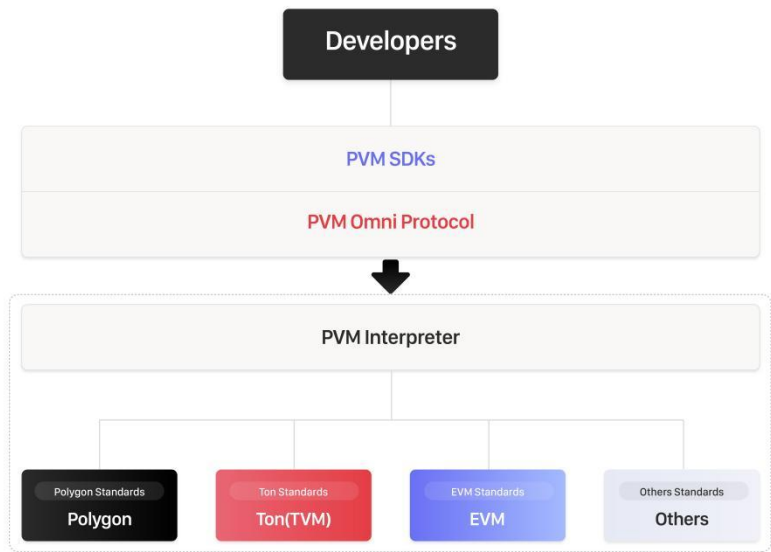 Developers
PVM SDKs
PVM Omni Protocol
PVM Interpreter
Polygon Standards
Polygon
Ton Standards
Ton(TVM)
EVM Standards
EVM
Others Standards
Others